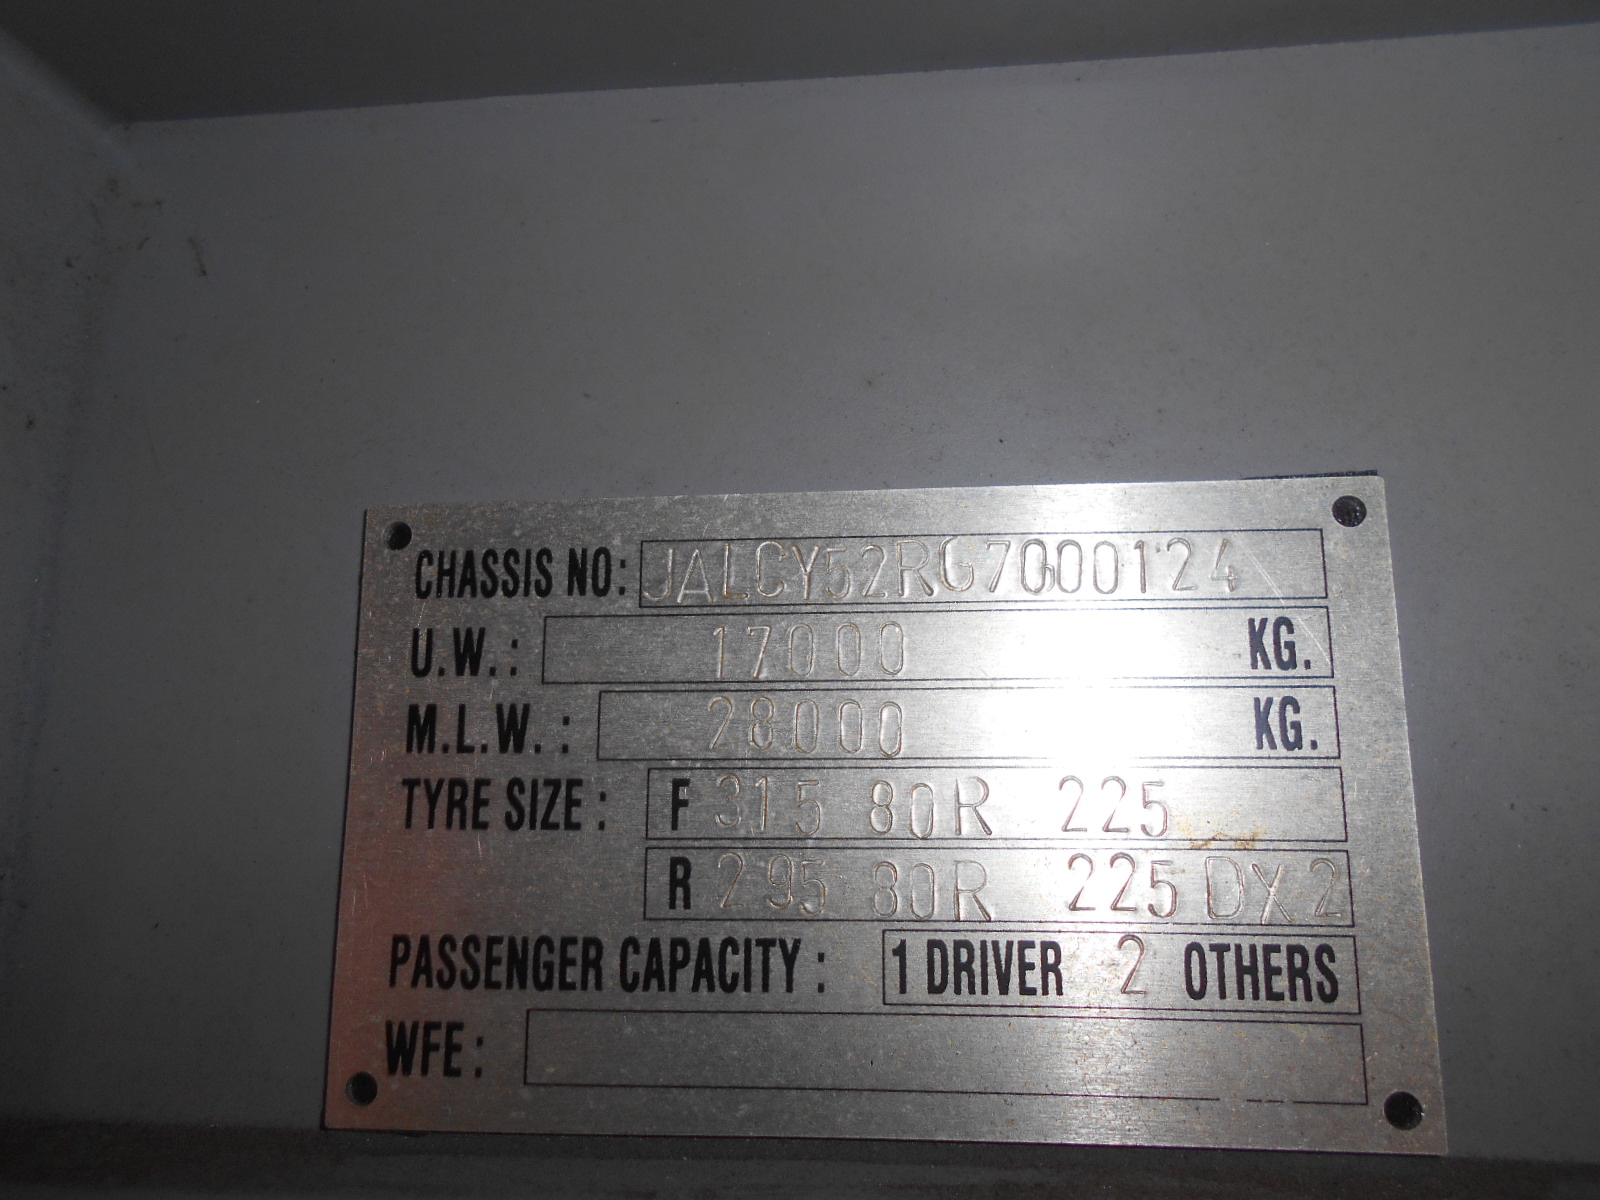 CHASSIS NO: JALCY52RG7000124
U.W.: 17000 KG.
M.L.W.: 28000 KG.
TYRE SIZE: F 315 80R 225
R 295 80R 225 DX2
PASSENGER CAPACITY: 1 DRIVER 2 OTHERS
WFE: